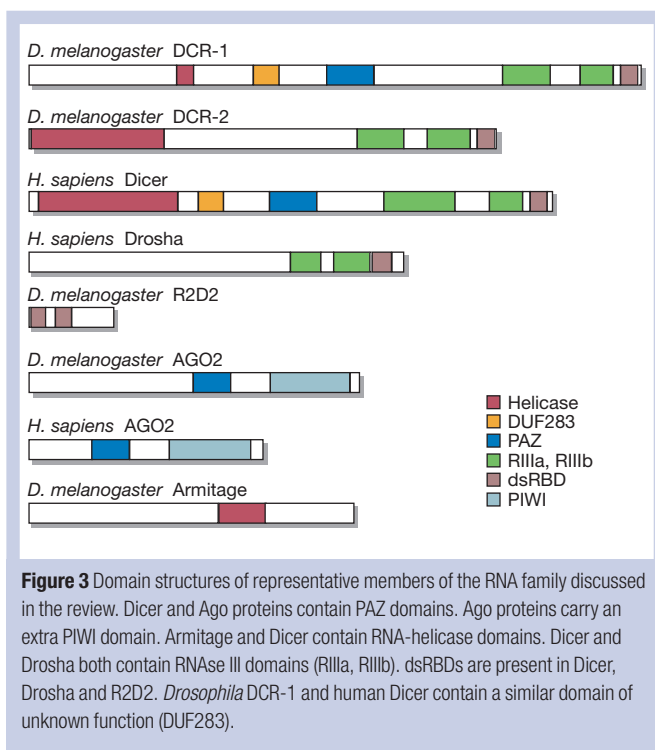 D. melanogaster DCR-1
D. melanogaster DCR-2
H. sapiens Dicer
H. sapiens Drosha
D. melanogaster R2D2
D. melanogaster AGO2
H. sapiens AGO2
D. melanogaster Armitage
Helicase
DUF283
PAZ
RIIIa, RIIIb
dsRBD
PIWI
Figure 3 Domain structures of representative members of the RNA family discussed
in the review. Dicer and Ago proteins contain PAZ domains. Ago proteins carry an
extra PIWI domain. Armitage and Dicer contain RNA-helicase domains. Dicer and
Drosha both contain RNAse III domains (RIIIa, RIIIb). dsRBDs are present in Dicer,
Drosha and R2D2. Drosophila DCR-1 and human Dicer contain a similar domain of
unknown function (DUF283).